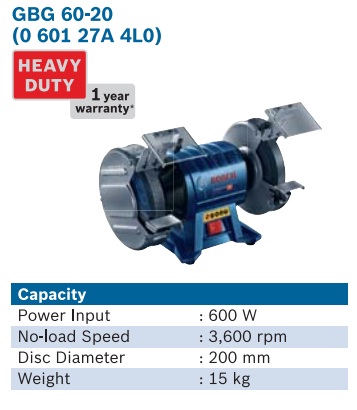 GBG 60-20
(0 601 27A 4L0)
HEAVY
DUTY
1 year
warranty*
BOSCH
Capacity
Power Input : 600 W
No-load Speed : 3,600 rpm
Disc Diameter : 200 mm
Weight : 15 kg